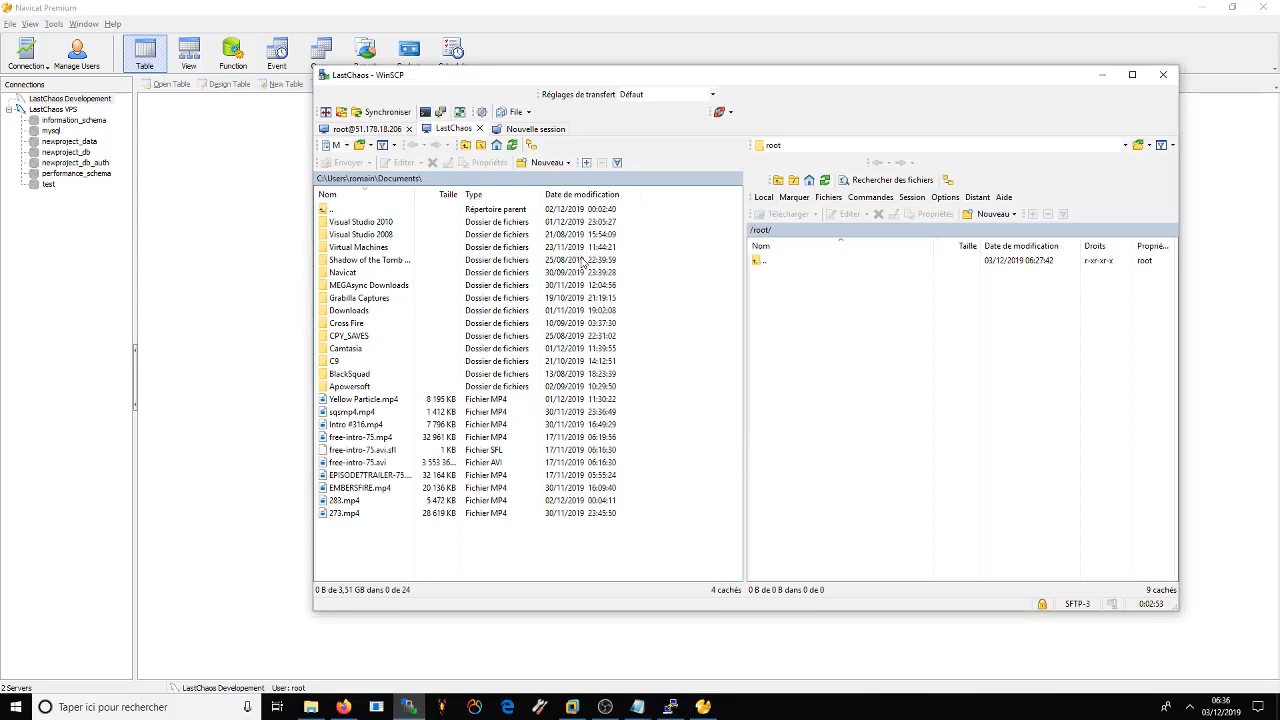 Navicat Premium
File View Tools Window Help
Connection Manage Users Table View Function Event
Connections
Open Table Design Table New Table
LastChaos Developement
LastChaos VPS
information_schema
mysql
newproject_data
newproject_db
newproject_db_auth
performance_schema
test
LastChaos - WinSCP
Réglages de transfert Défaut
Synchroniser File
root@51.178.18.206 LastChaos Nouvelle session
M
root
Envoyer Editer Propriétés Nouveau
Rechercher des fichiers
C:\Users\romain\Documents\
Local Marquer Fichiers Commandes Session Options Distant Aide
Nom Taille Type Date de modification
Télécharger Editer Propriétés Nouveau
/root/
Nom Taille Date de modification Droits Proprié...
.. 03/12/2019 06:27:42 r-xr-xr-x root
.. Répertoire parent 02/12/2019 00:02:40
Visual Studio 2010 Dossier de fichiers 01/12/2019 23:05:27
Visual Studio 2008 Dossier de fichiers 21/08/2019 15:54:09
Virtual Machines Dossier de fichiers 23/11/2019 11:44:21
Shadow of the Tomb ... Dossier de fichiers 25/08/2019 22:39:59
Navicat Dossier de fichiers 30/09/2019 23:39:28
MEGAsync Downloads Dossier de fichiers 30/11/2019 12:04:56
Grabilla Captures Dossier de fichiers 19/10/2019 21:19:15
Downloads Dossier de fichiers 01/11/2019 19:02:08
Cross Fire Dossier de fichiers 10/09/2019 03:37:30
CPY_SAVES Dossier de fichiers 25/08/2019 22:31:02
Camtasia Dossier de fichiers 01/12/2019 11:39:55
C9 Dossier de fichiers 21/10/2019 14:12:51
BlackSquad Dossier de fichiers 13/08/2019 18:23:39
Apowersoft Dossier de fichiers 02/09/2019 10:29:50
Yellow Particle.mp4 8 195 KB Fichier MP4 01/12/2019 11:30:22
sqsmp4.mp4 1 412 KB Fichier MP4 30/11/2019 23:36:49
Intro #316.mp4 7 796 KB Fichier MP4 30/11/2019 16:49:29
free-intro-75.mp4 32 961 KB Fichier MP4 17/11/2019 06:19:56
free-intro-75.avi.sfl 1 KB Fichier SFL 17/11/2019 06:16:30
free-intro-75.avi 3 553 36... Fichier AVI 17/11/2019 06:16:30
EPISODE7TRAILER-75.... 32 164 KB Fichier MP4 17/11/2019 05:55:24
EMBERSFIRE.mp4 20 136 KB Fichier MP4 30/11/2019 16:09:40
283.mp4 5 472 KB Fichier MP4 02/12/2019 00:04:11
273.mp4 28 619 KB Fichier MP4 30/11/2019 23:45:50
0 B de 3,51 GB dans 0 de 24 4 cachés
0 B de 0 B dans 0 de 0 9 cachés
SFTP-3 0:02:53
2 Servers LastChaos Developement User: root
Taper ici pour rechercher
06:36
03/12/2019